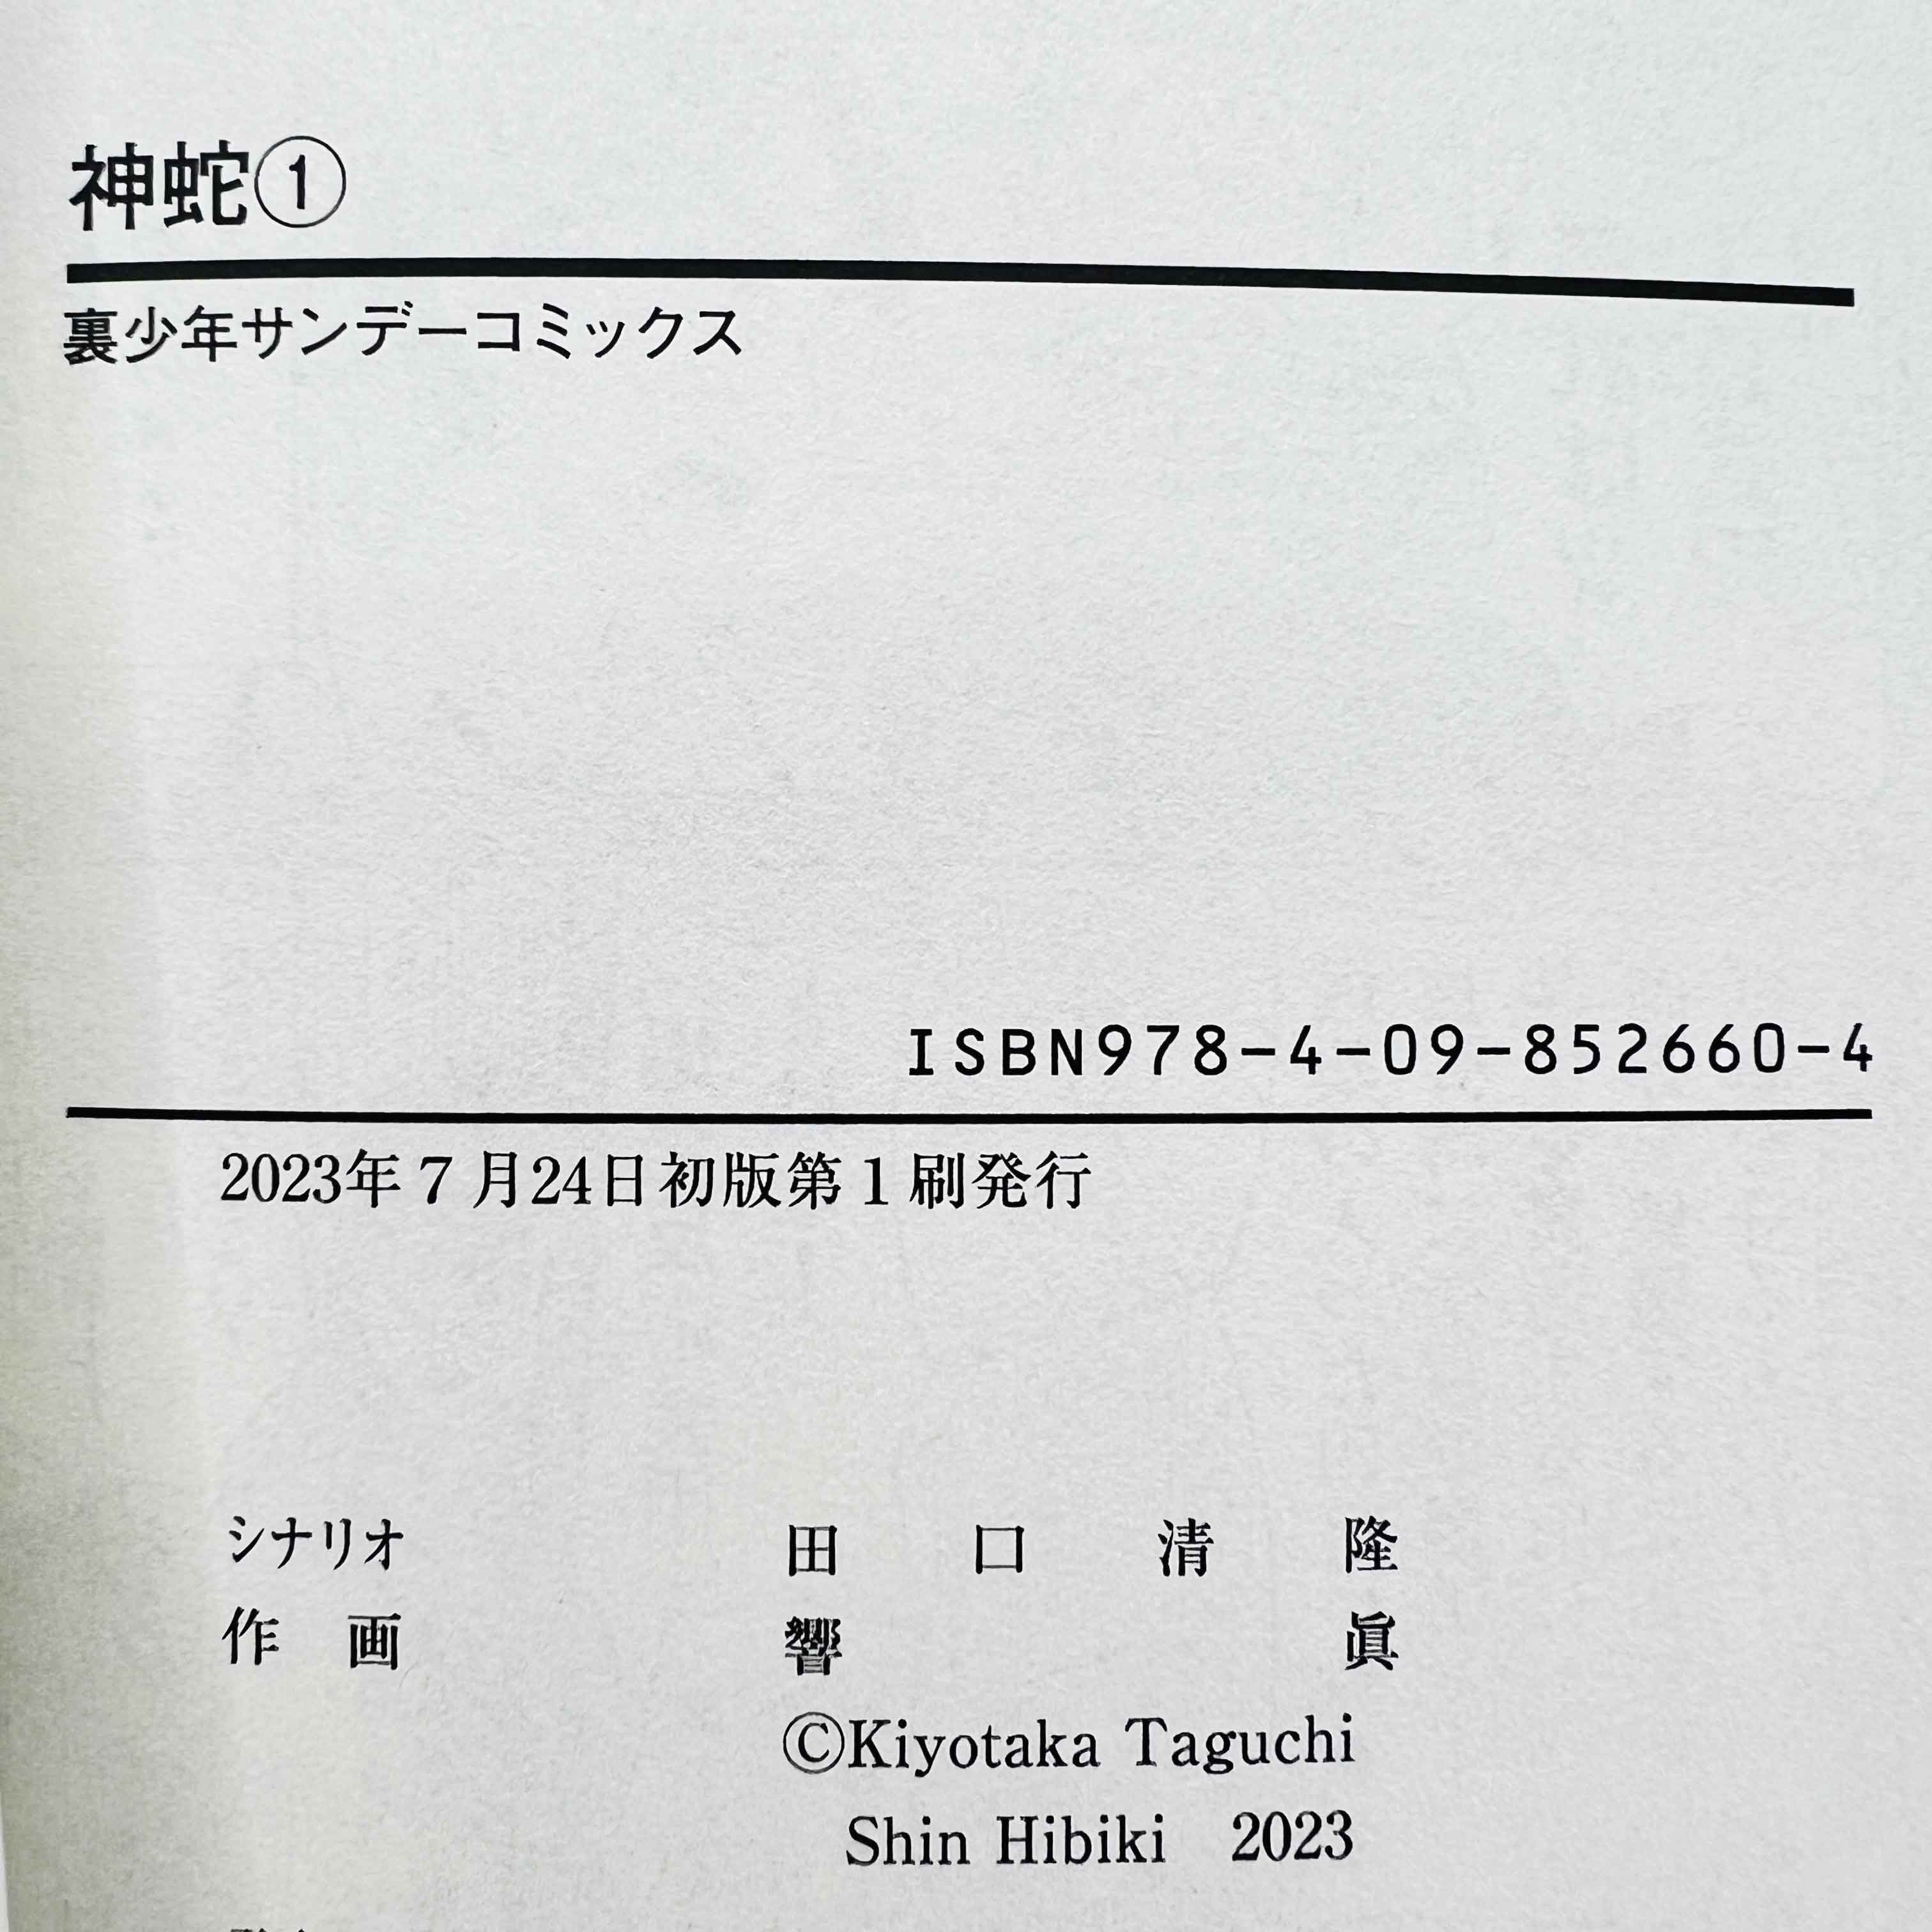 神蛇①
裏少年サンデーコミックス
ISBN978-4-09-852660-4
2023年7月24日初版第1刷発行
シナリオ 田口清隆
作画 響眞
©Kiyotaka Taguchi
Shin Hibiki 2023